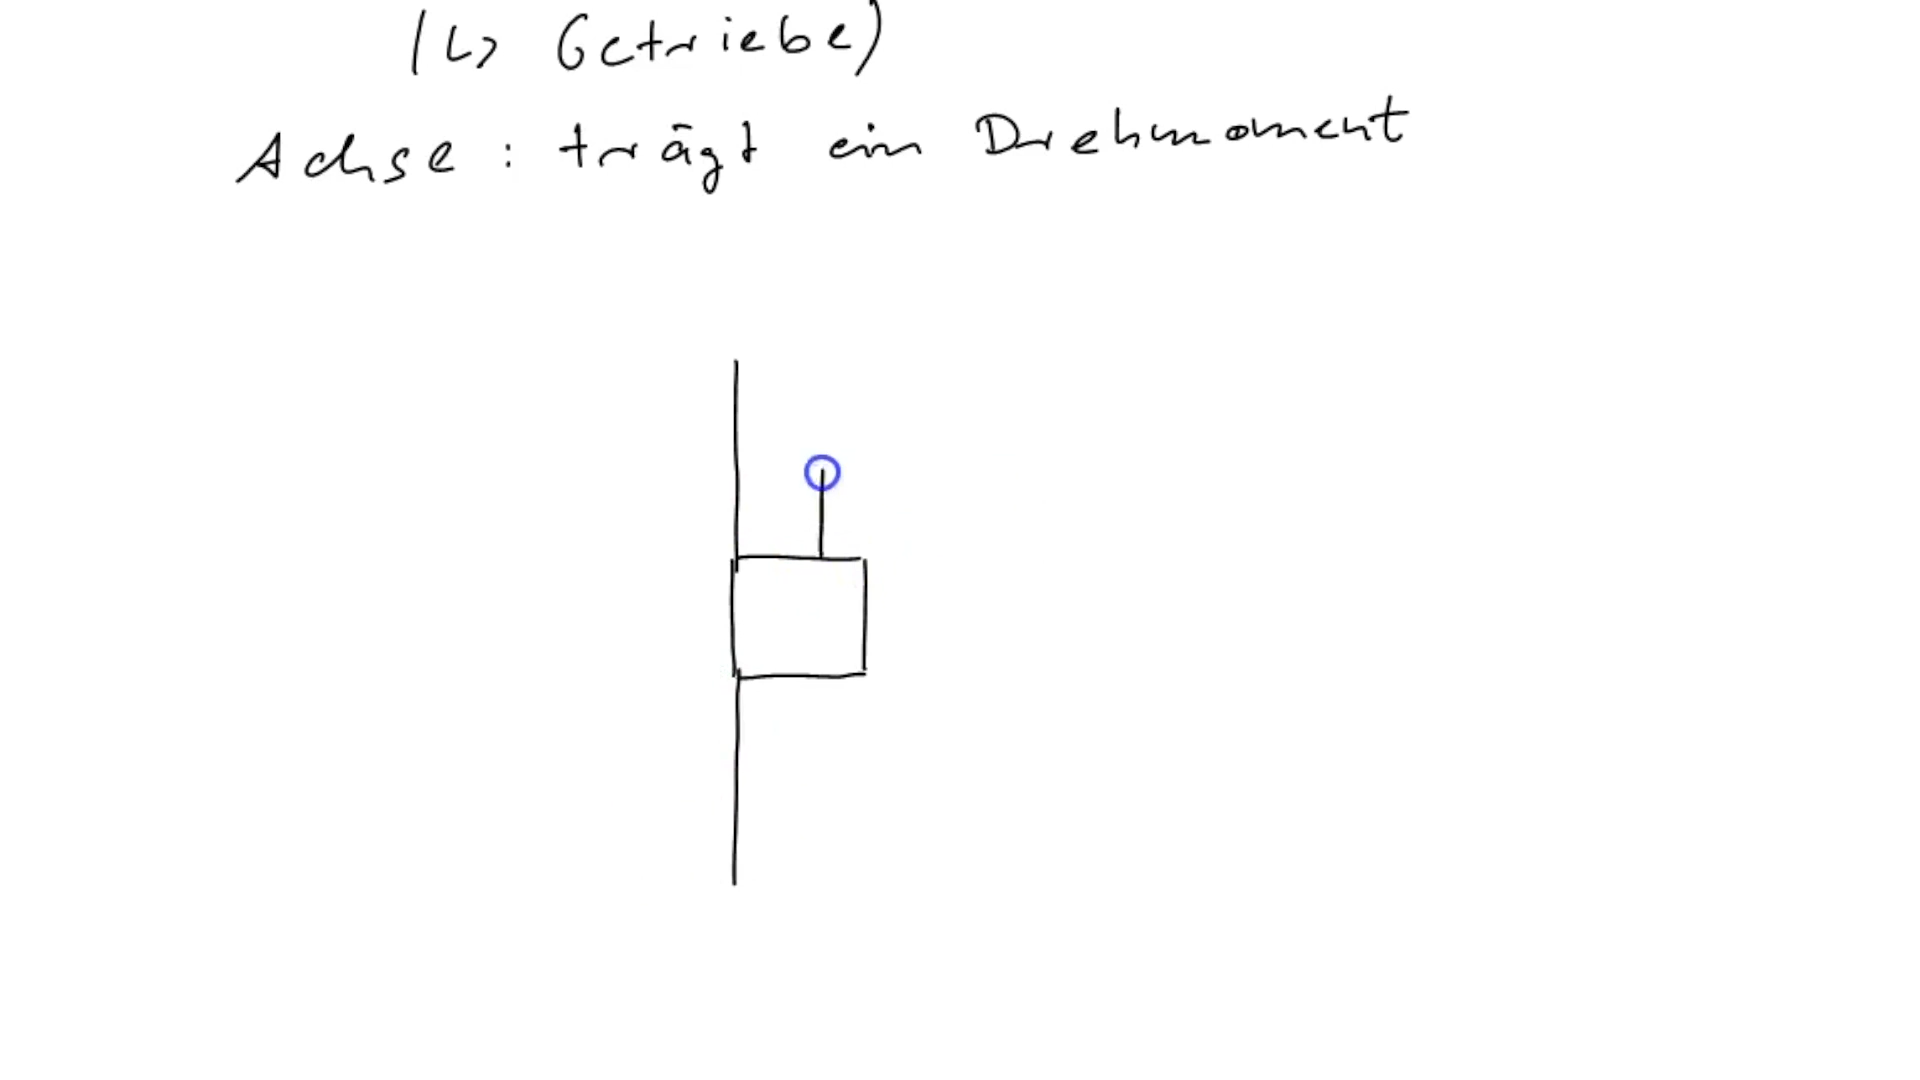 (↳ Getriebe)
Achse : trägt ein Drehmoment